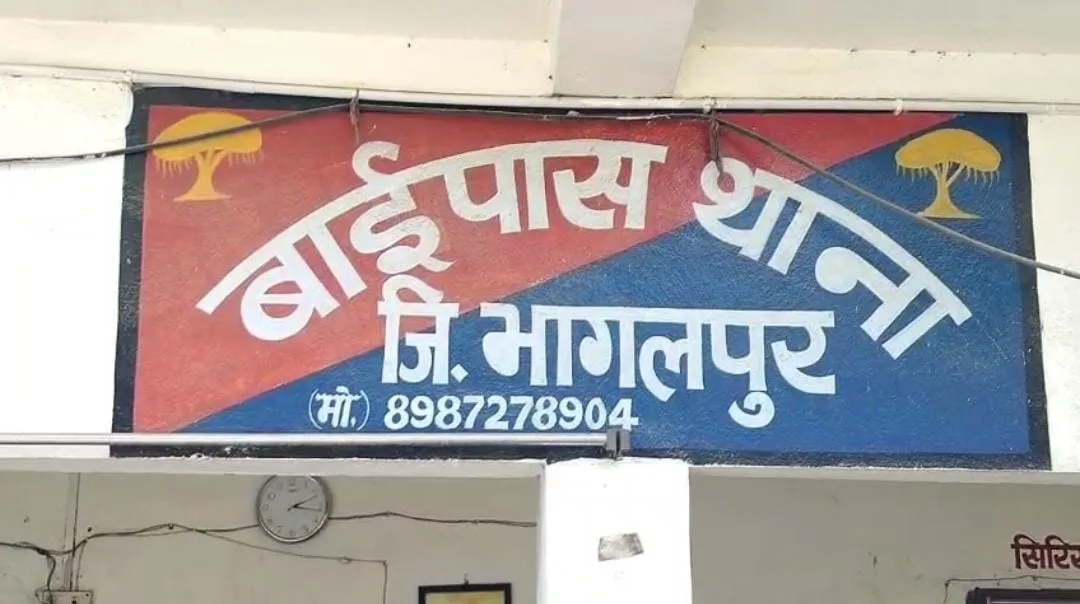 बाईपास थाना
जि. भागलपुर
(मो.) 8987278904